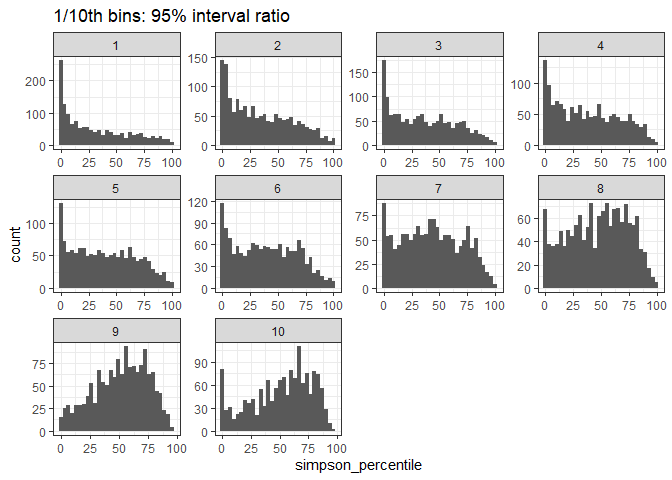 1/10th bins: 95% interval ratio
1 2 3 4
200 100 0
150 100 50 0
150 100 50 0
100 50 0
0 25 50 75 100 0 25 50 75 100 0 25 50 75 100 0 25 50 75 100
5 6 7 8
100 50 0
120 90 60 30 0
75 50 25 0
60 40 20 0
0 25 50 75 100 0 25 50 75 100
count
9 10
75 50 25 0
90 60 30 0
0 25 50 75 100 0 25 50 75 100 0 25 50 75 100 0 25 50 75 100
simpson_percentile